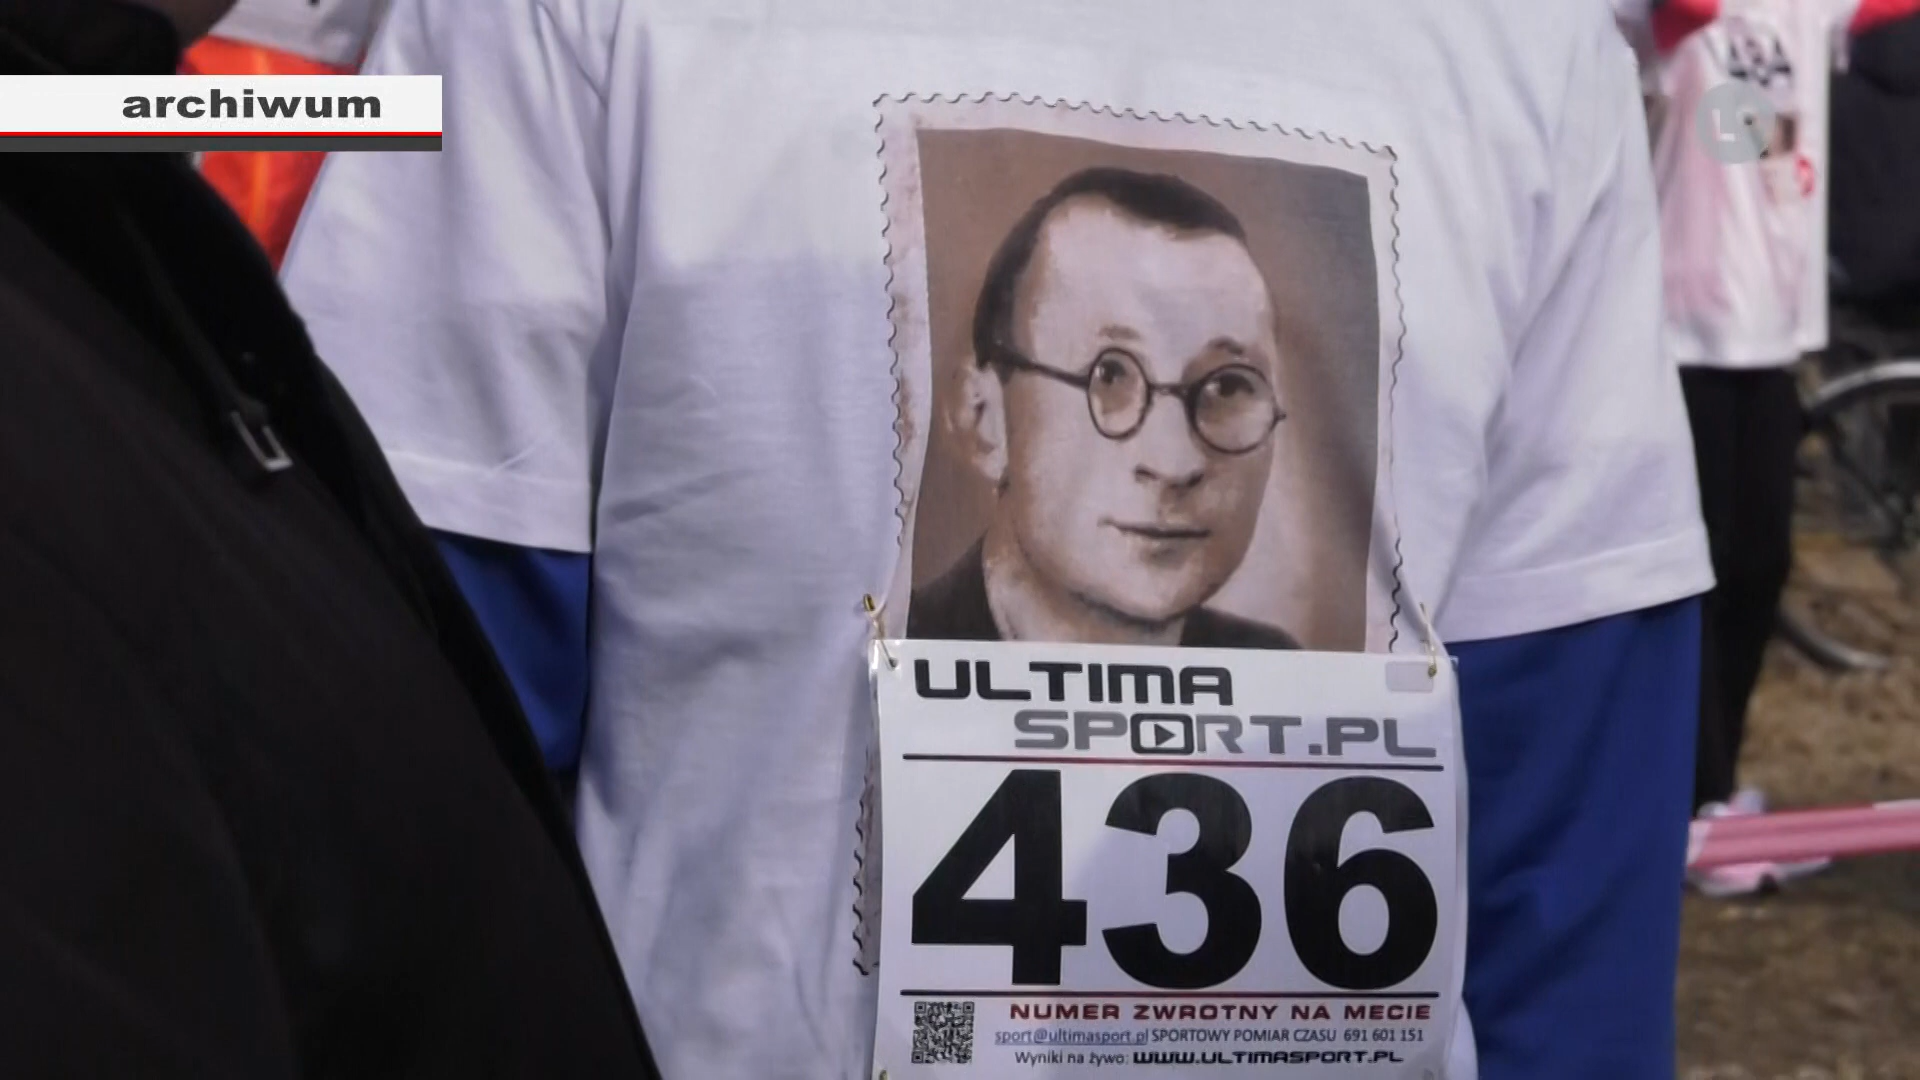 archiwum
484
ULTIMA
SPORT.PL
436
NUMER ZWROTNY NA MECIE
sport@ultimasport.pl SPORTOWY POMIAR CZASU 691 601 151
Wyniki na żywo: WWW.ULTIMASPORT.PL